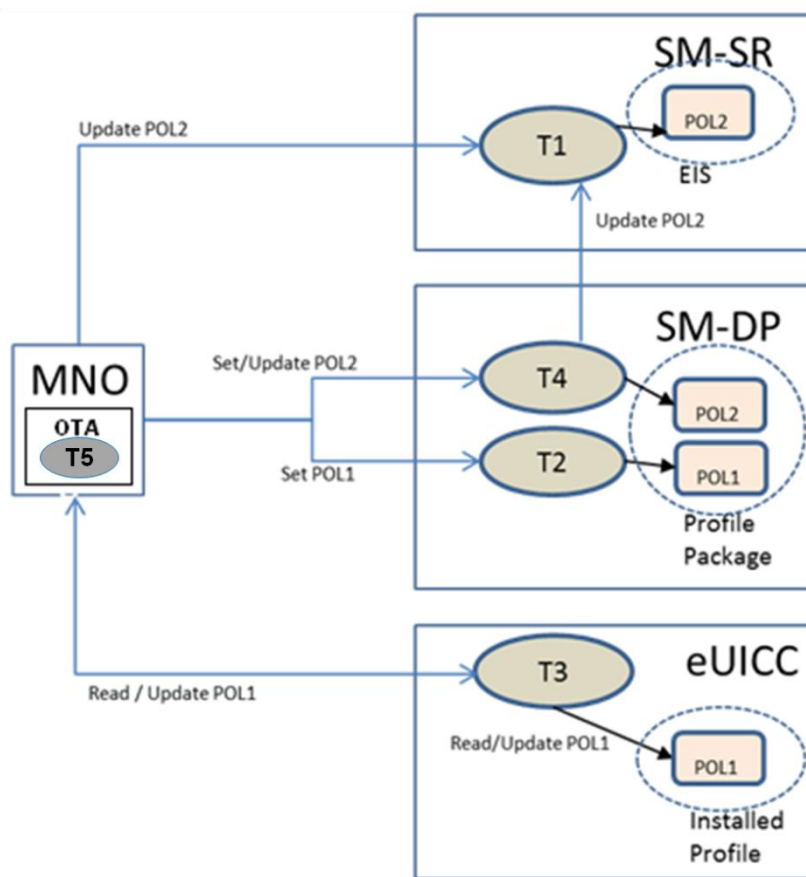 SM-SR
POL2
T1
EIS
Update POL2
Update POL2
SM-DP
Set/Update POL2
T4
POL2
MNO
OTA
T5
T2
POL1
Set POL1
Profile
Package
eUICC
T3
Read / Update POL1
Read/Update POL1
POL1
Installed
Profile